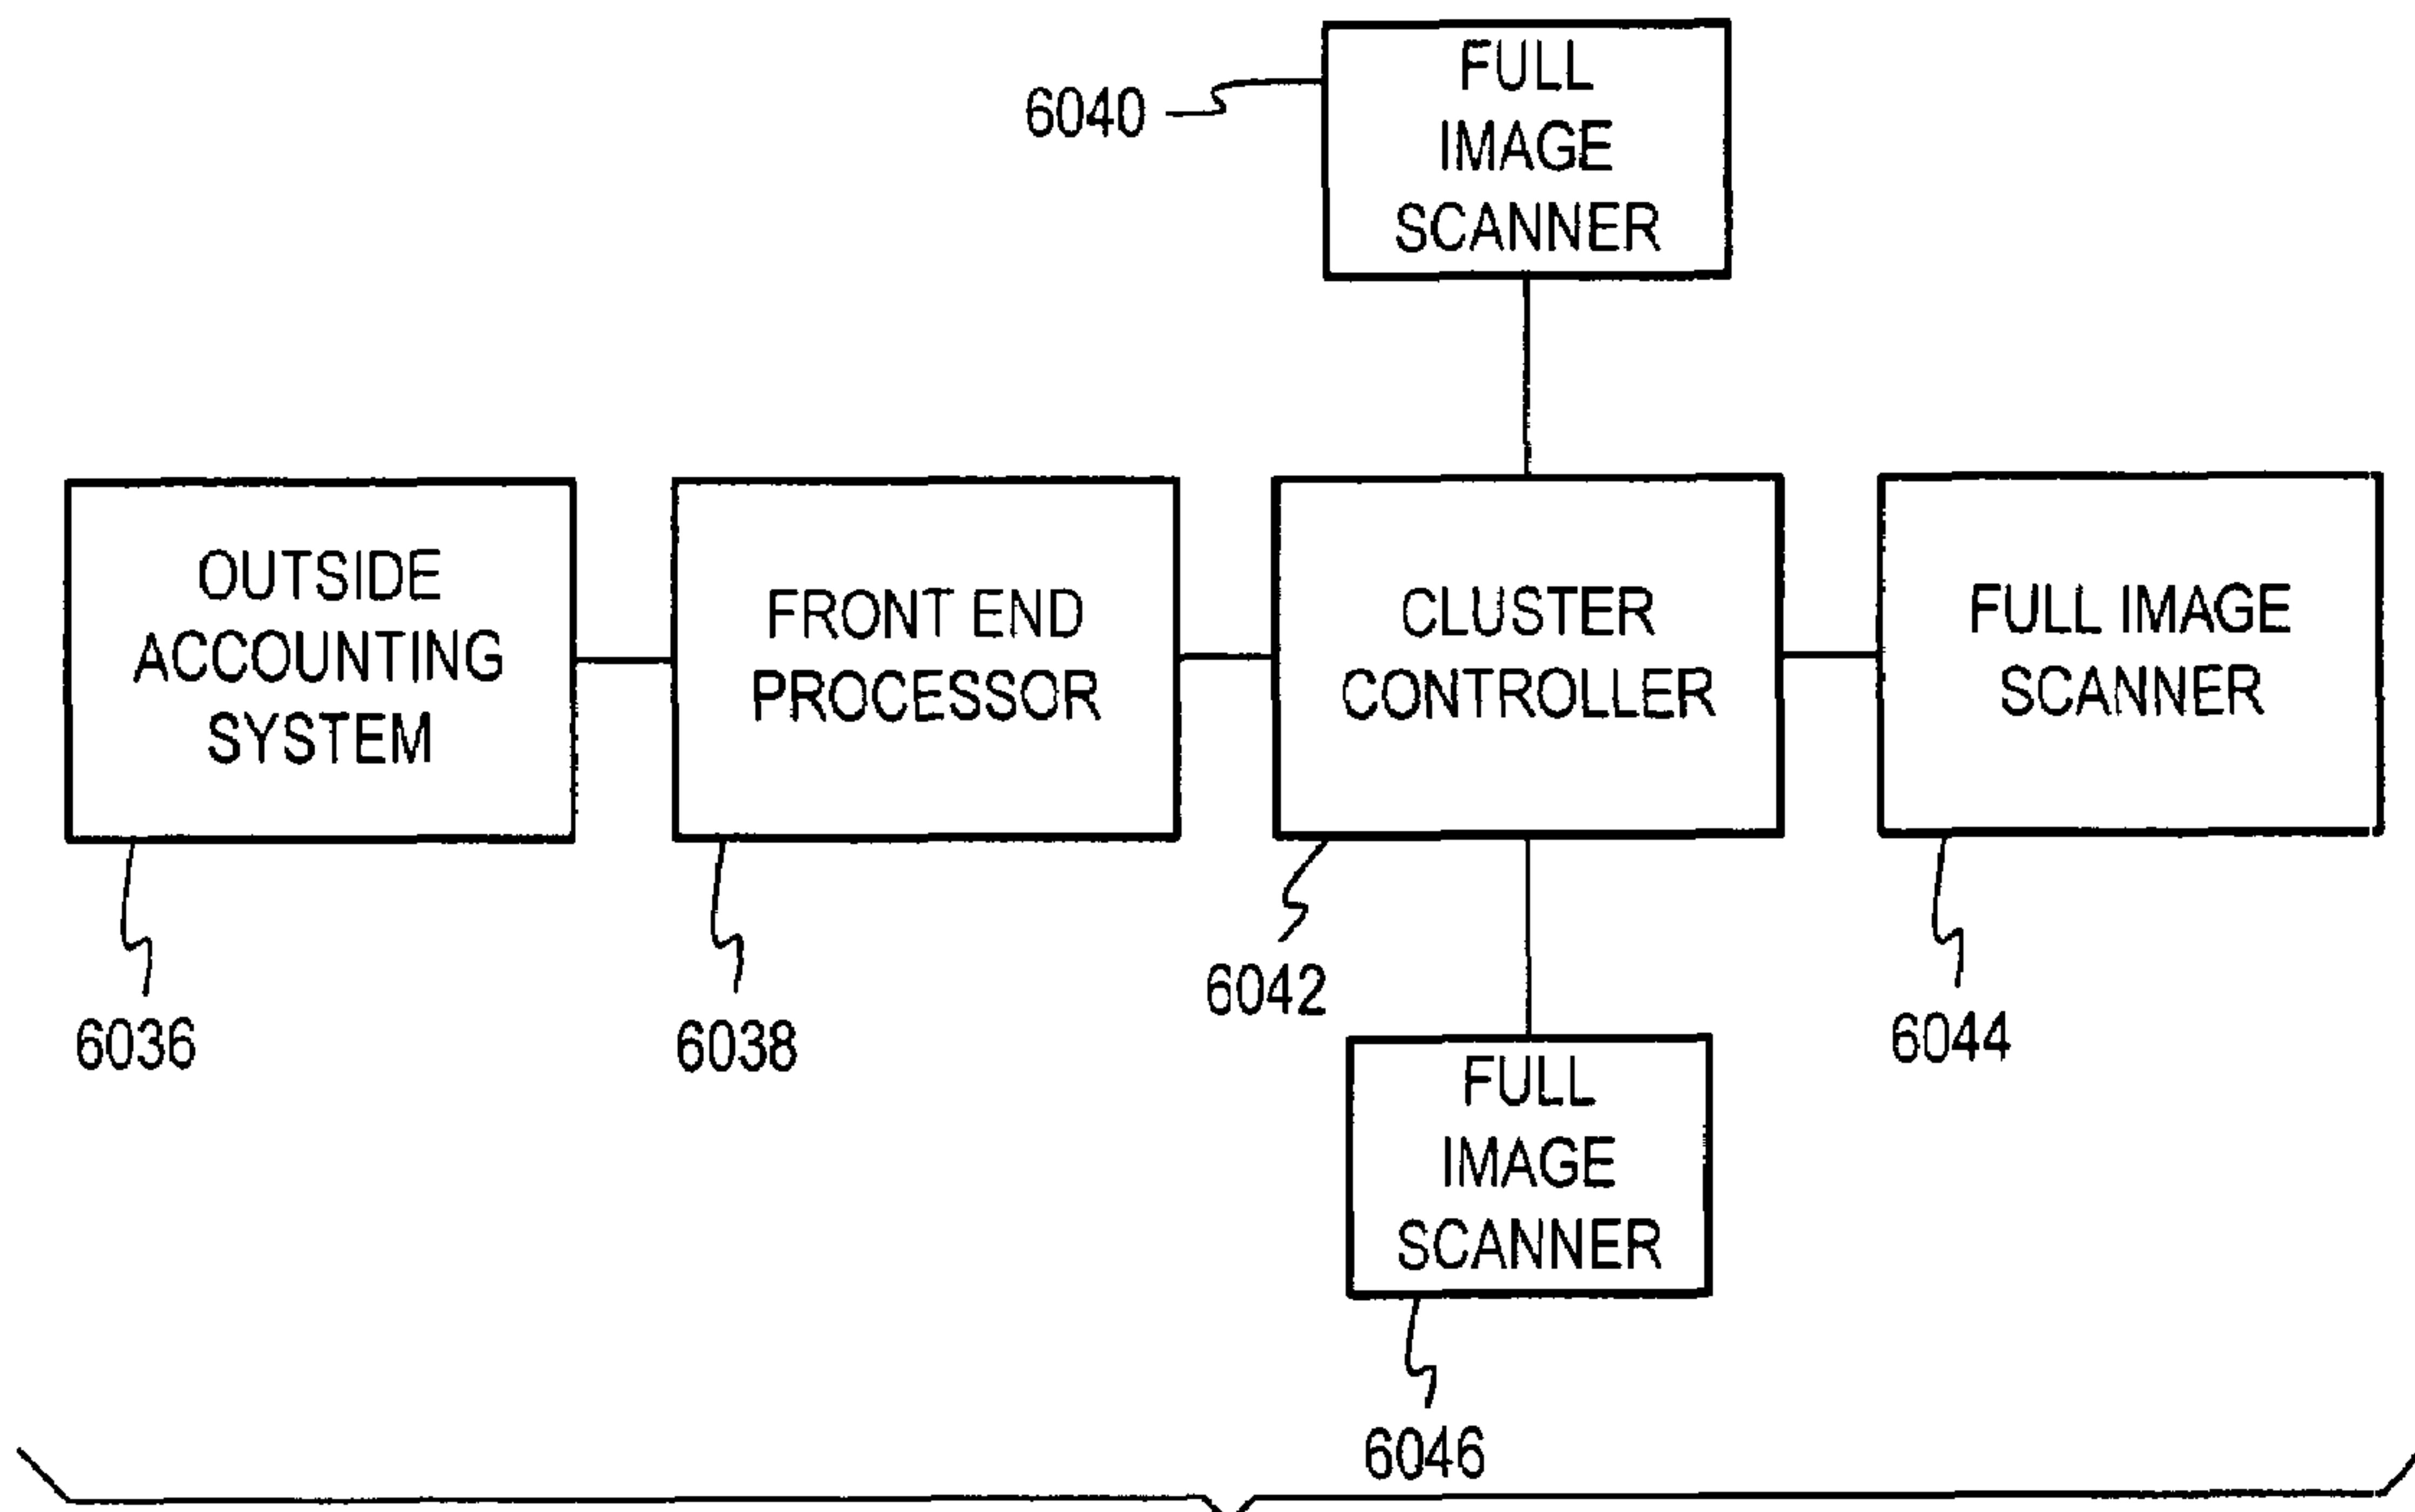 FULL
IMAGE
SCANNER
6040
OUTSIDE
ACCOUNTING
SYSTEM
FRONT END
PROCESSOR
CLUSTER
CONTROLLER
FULL IMAGE
SCANNER
6036
6038
6042
6044
FULL
IMAGE
SCANNER
6046